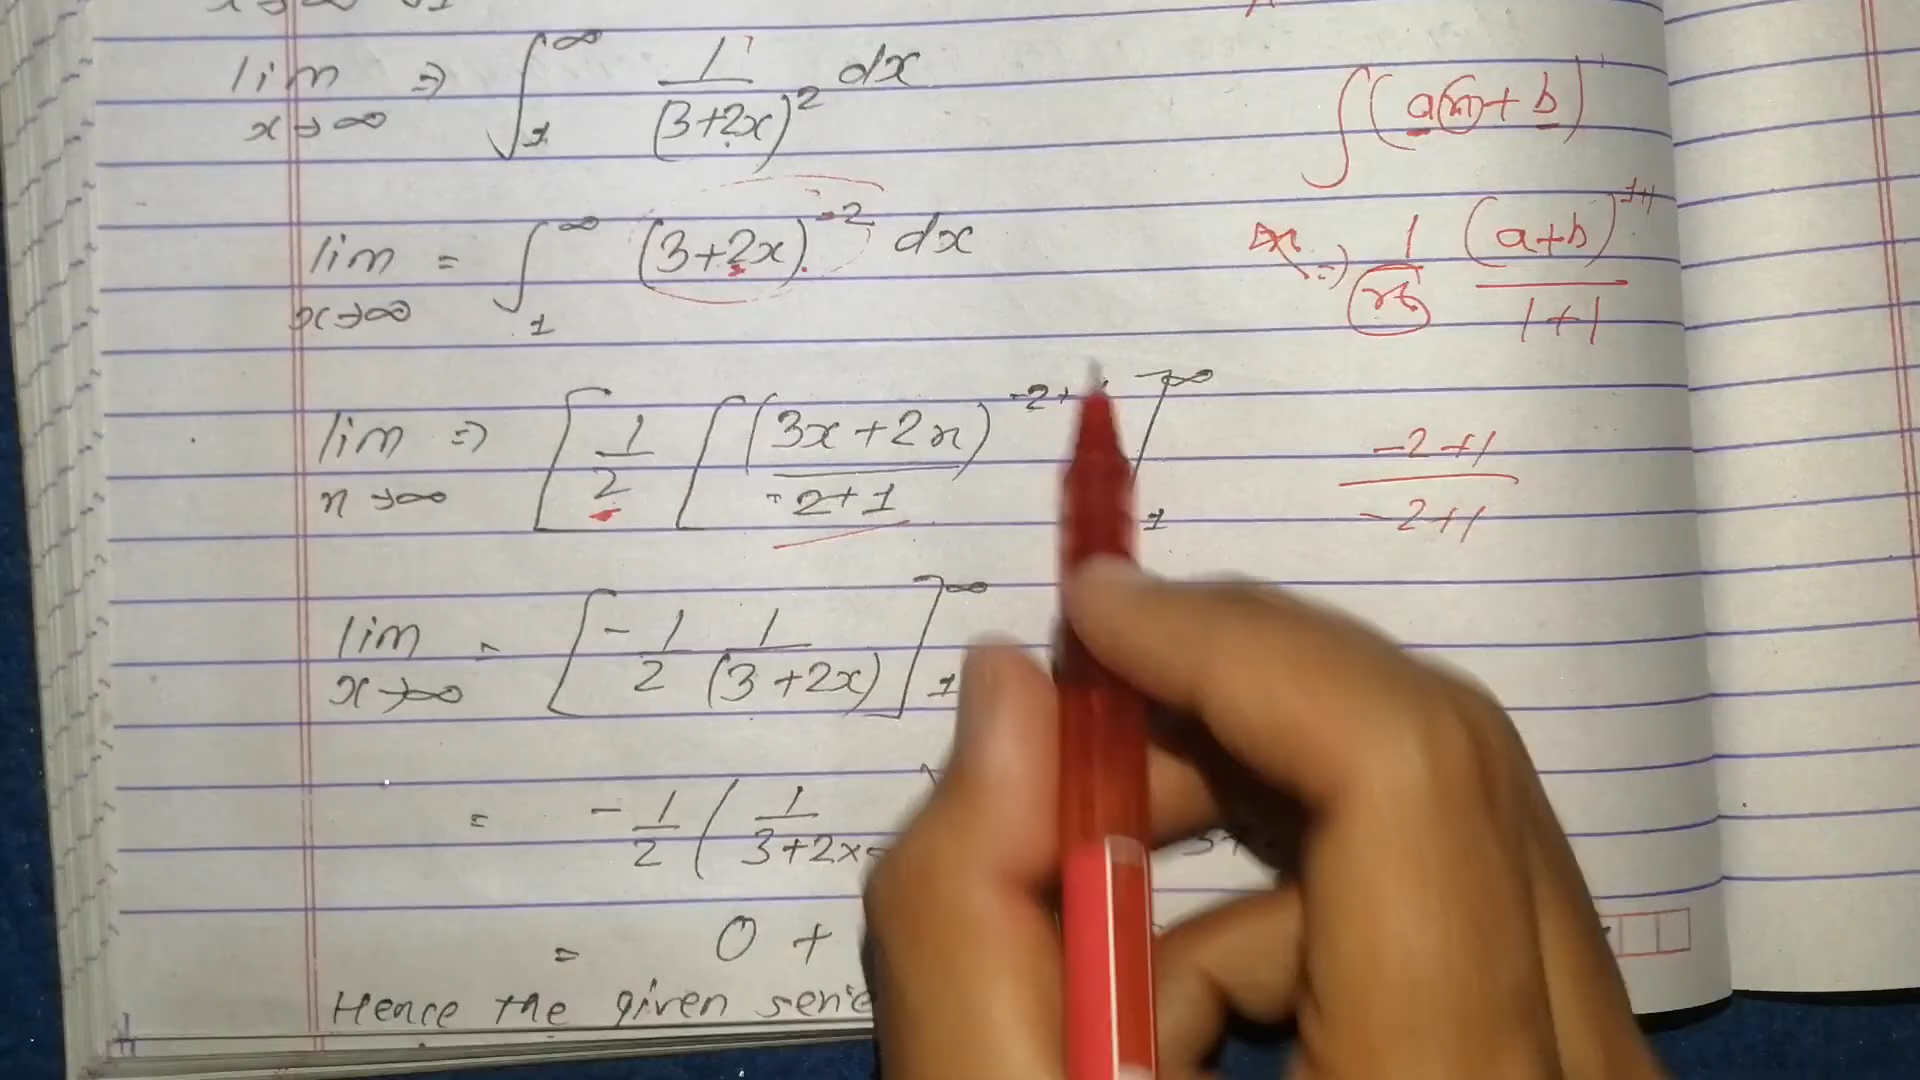 lim x→∞ ⇒ ∫₁^∞ 1/(3+2x)² dx
∫(a(x)+b)¹
lim x→∞ = ∫₁^∞ (3+2x)⁻² dx
⇒ 1 (a+b)¹⁺¹/1+1
lim n→∞ ⇒ [1/2 [(3x+2x)⁻²⁺ / -2+1]₁^∞
-2+1/-2+1
lim x→∞ = [-1/2 1/(3+2x)]₁^∞
= -1/2 (1/3+2x
= 0 +
Hence the given serie